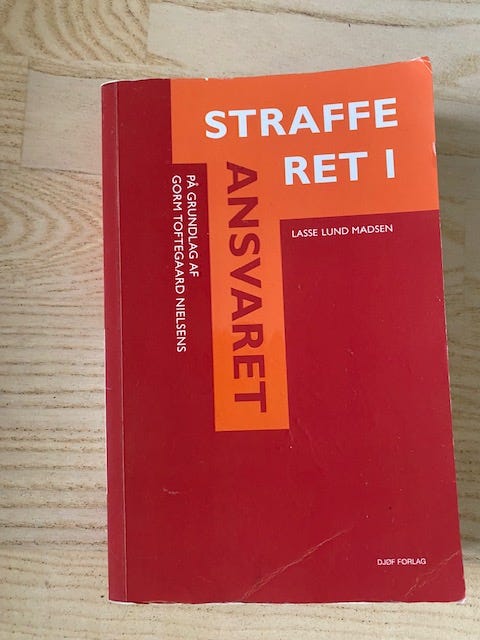 STRAFFE
RET I
ANSVARET
LASSE LUND MADSEN
PÅ GRUNDLAG AF
GORM TOFTEGAARD NIELSENS
DJØF FORLAG